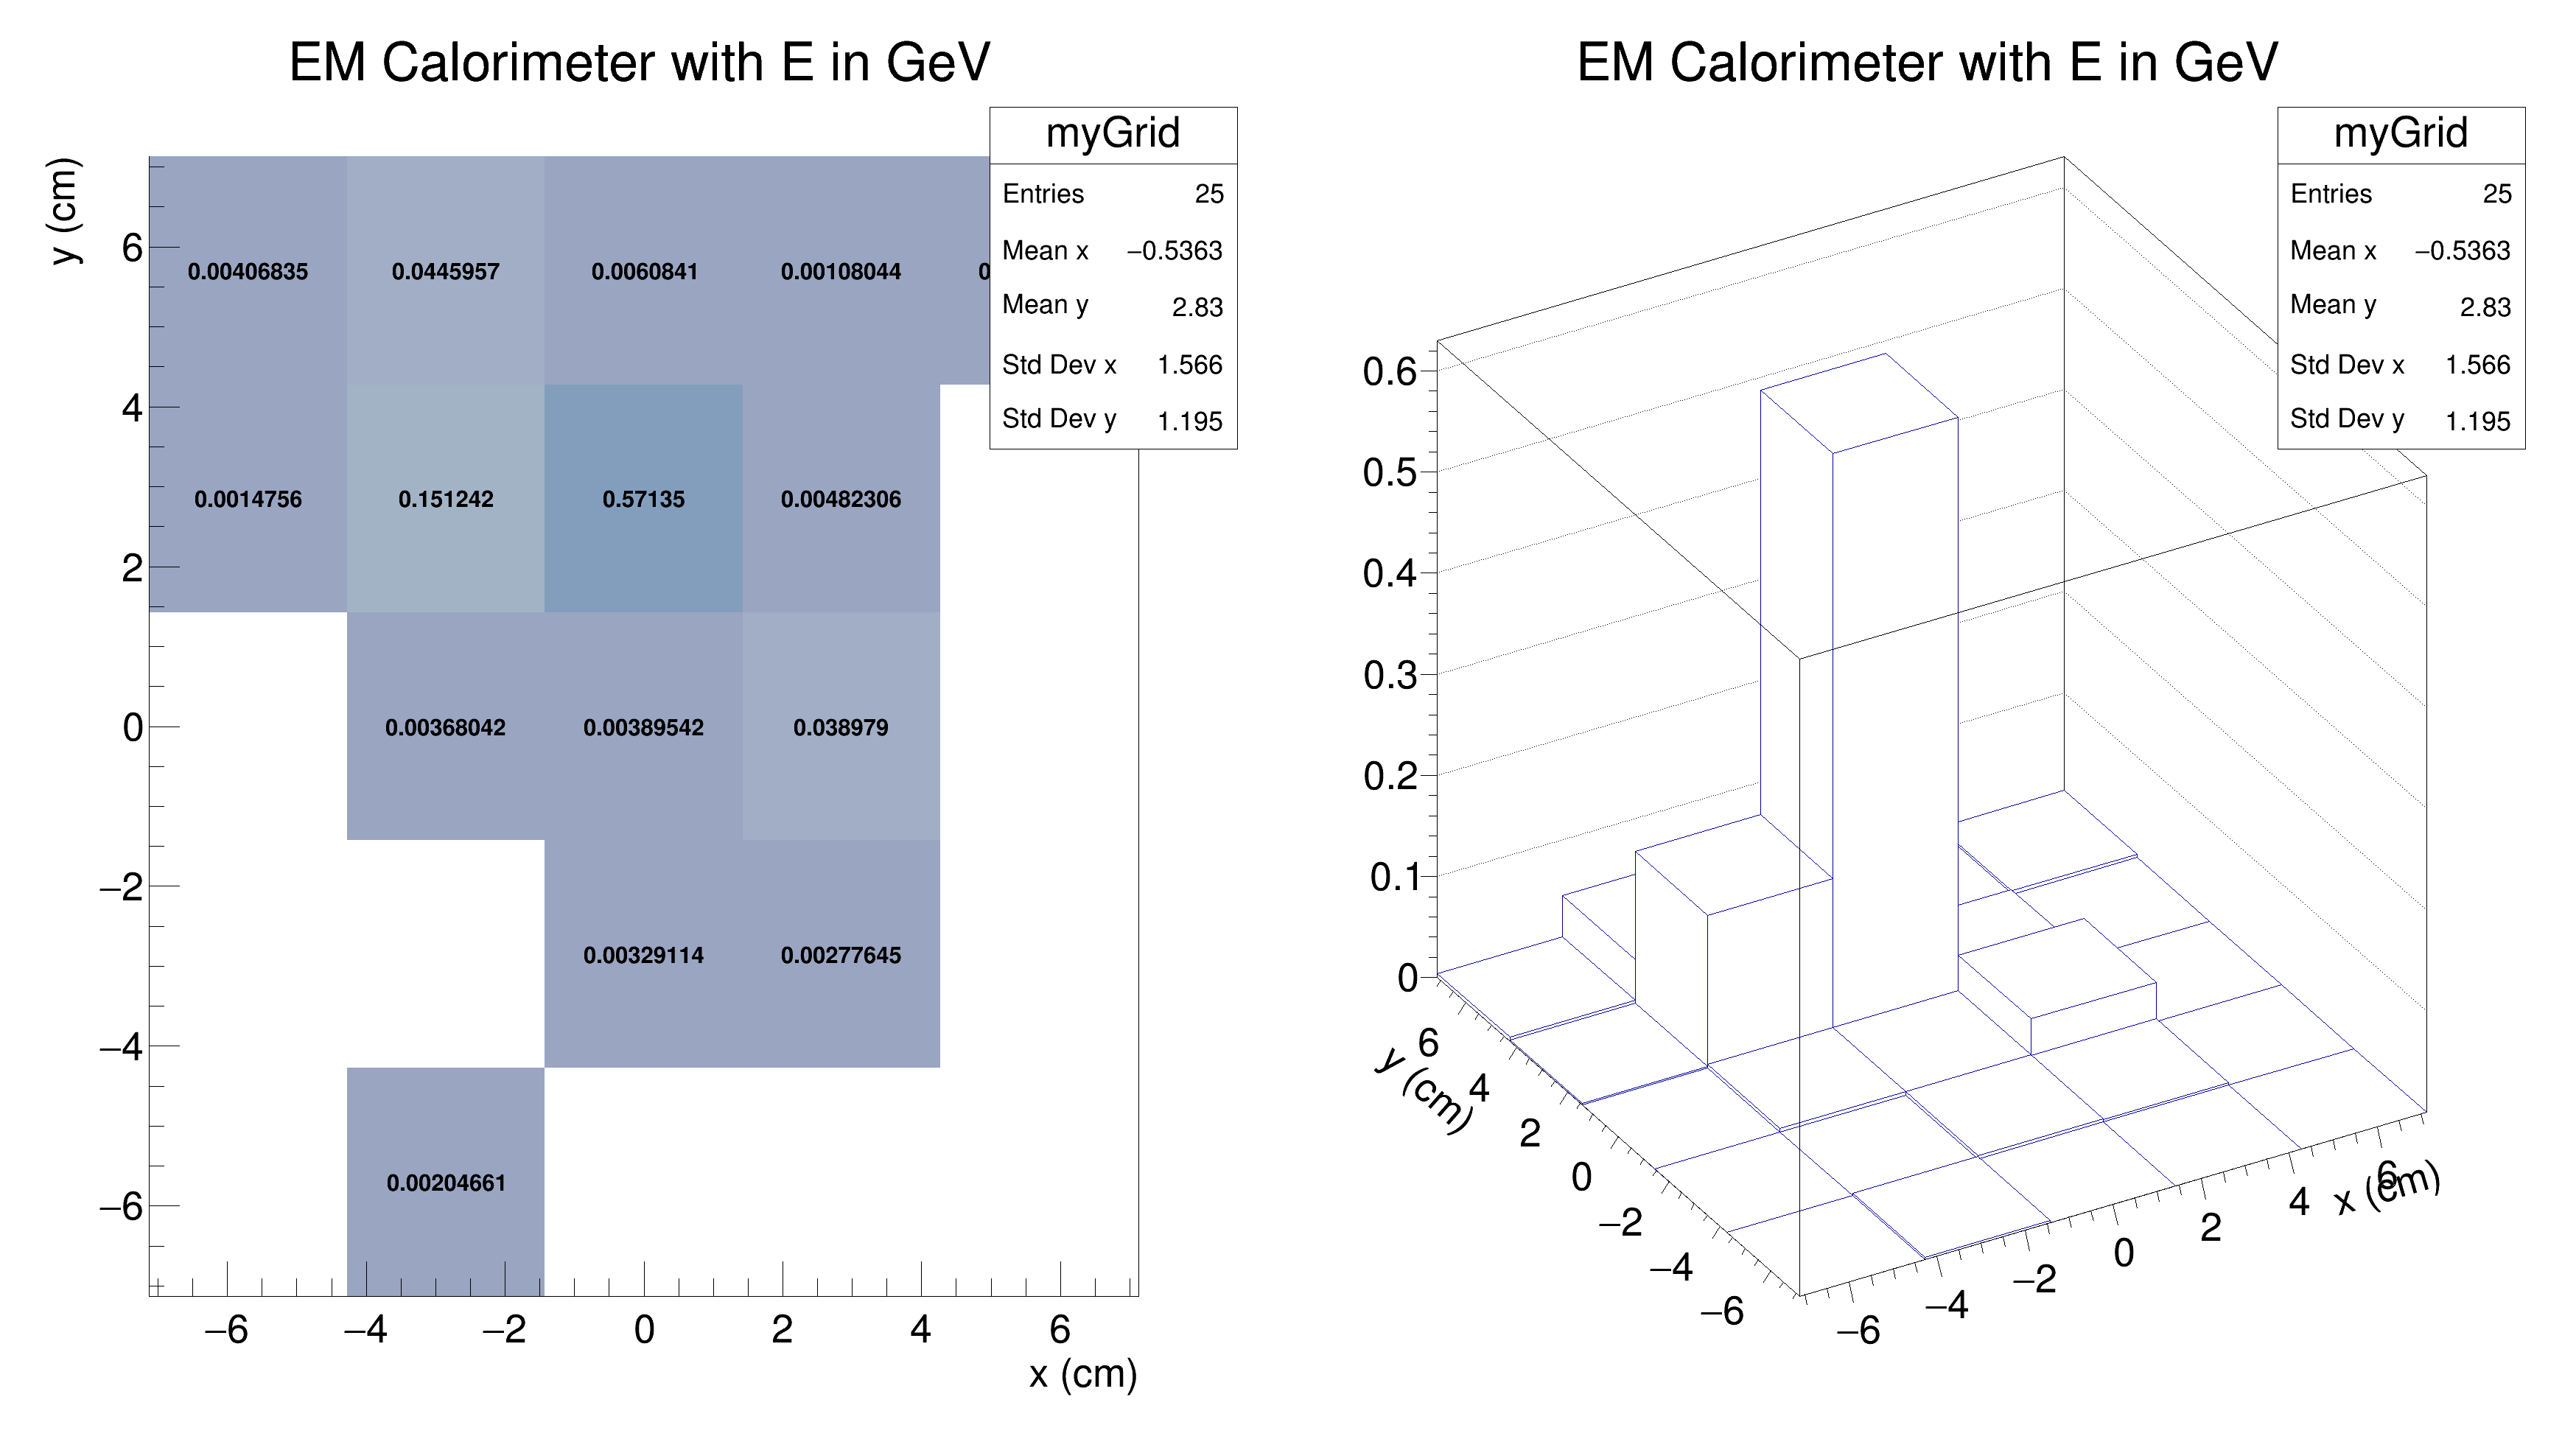 EM Calorimeter with E in GeV
myGrid
Entries 25
Mean x −0.5363
Mean y 2.83
Std Dev x 1.566
Std Dev y 1.195
y (cm)
6
4
2
0
−2
−4
−6
0.00406835 0.0445957 0.0060841 0.00108044 0
0.0014756 0.151242 0.57135 0.00482306
0.00368042 0.00389542 0.038979
0.00329114 0.00277645
0.00204661
−6 −4 −2 0 2 4 6
x (cm)
EM Calorimeter with E in GeV
myGrid
Entries 25
Mean x −0.5363
Mean y 2.83
Std Dev x 1.566
Std Dev y 1.195
0.6
0.5
0.4
0.3
0.2
0.1
0
y (cm)
6
4
2
0
−2
−4
−6
−6 −4 −2 0 2 4 6
x (cm)